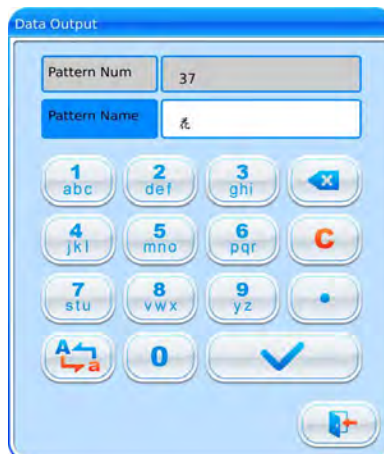 Data Output
Pattern Num
37
Pattern Name
1 2 3
abc def ghi
4 5 6 C
jkl mno pqr
7 8 9
stu vwx yz
A a 0